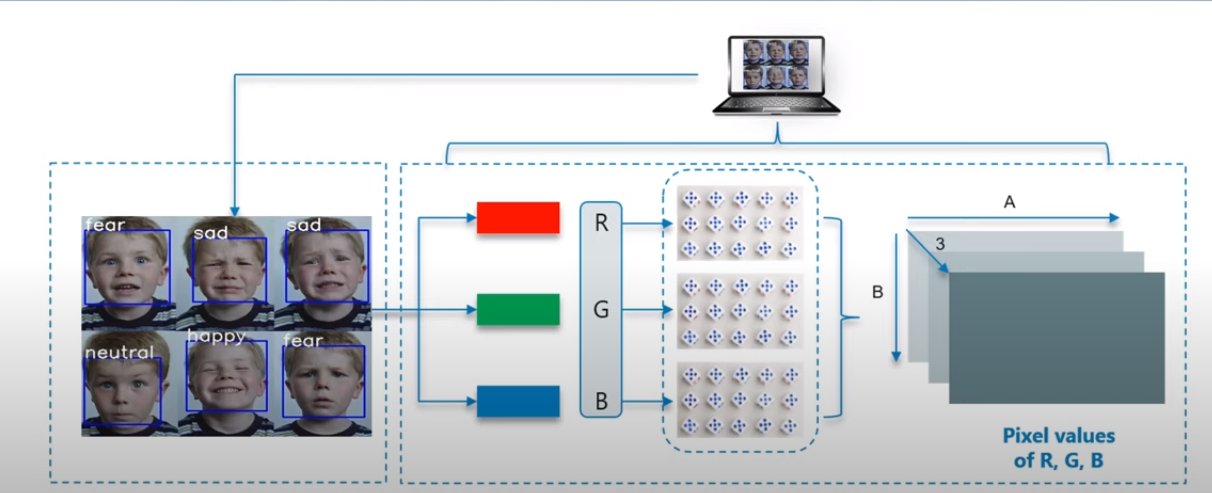 fear
sad
sad
neutral
happy
fear
R
G
B
A
3
B
Pixel values
of R, G, B